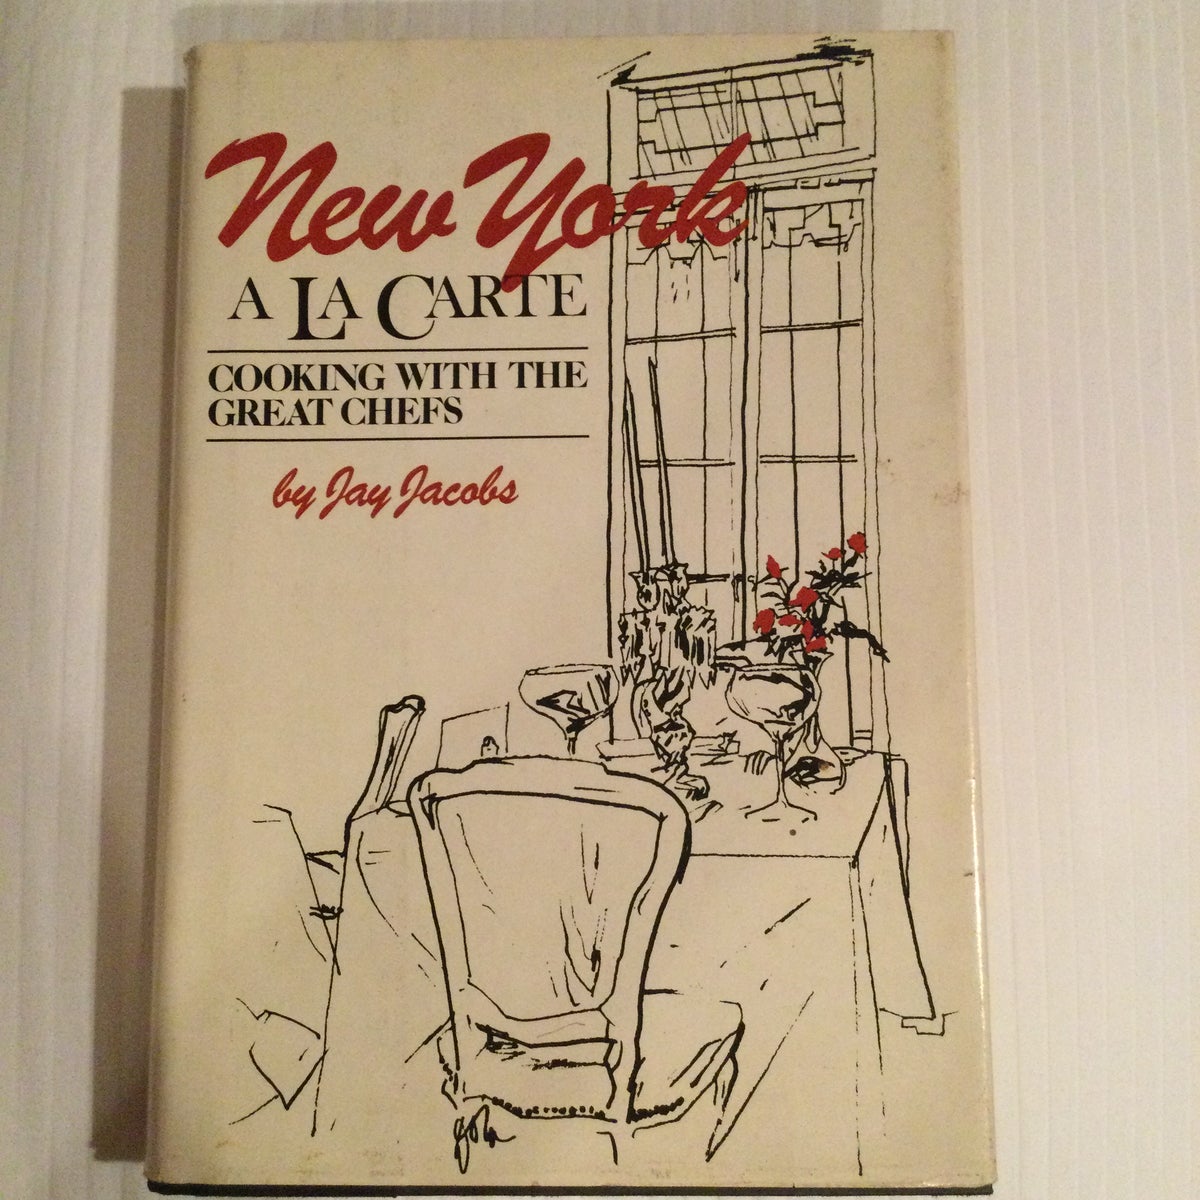 New York
A LA CARTE
COOKING WITH THE
GREAT CHEFS
by Jay Jacobs